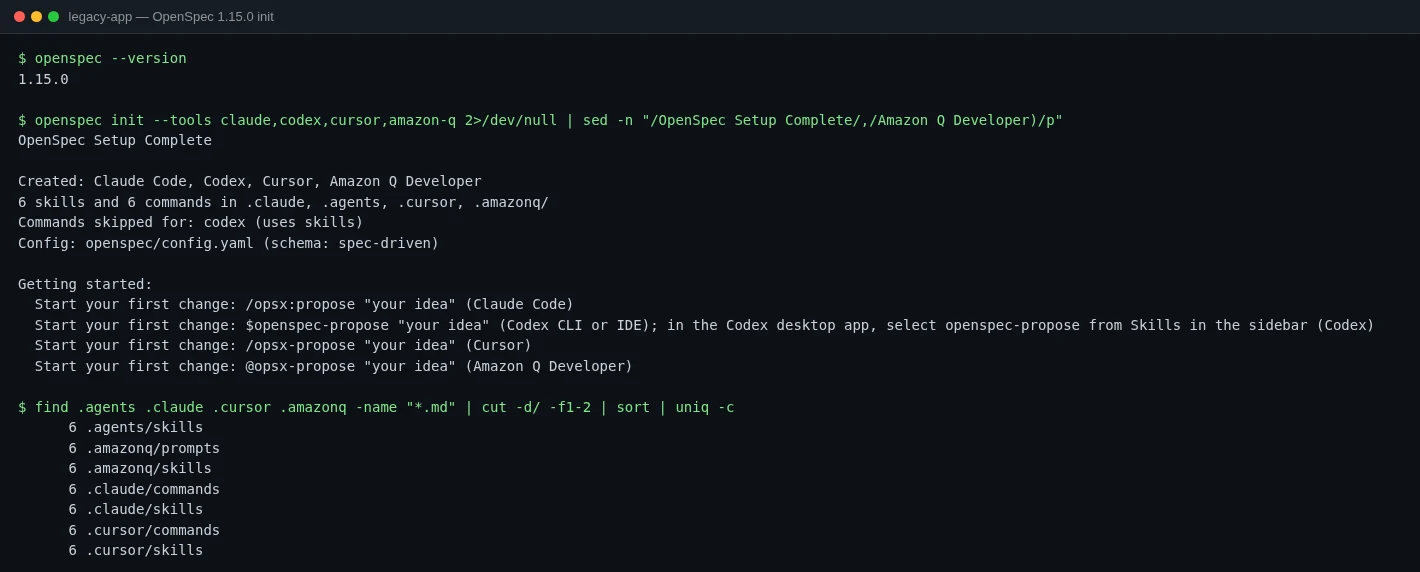 legacy-app — OpenSpec 1.15.0 init
$ openspec --version
1.15.0
$ openspec init --tools claude,codex,cursor,amazon-q 2>/dev/null | sed -n "/OpenSpec Setup Complete/,/Amazon Q Developer)/p"
OpenSpec Setup Complete
Created: Claude Code, Codex, Cursor, Amazon Q Developer
6 skills and 6 commands in .claude, .agents, .cursor, .amazonq/
Commands skipped for: codex (uses skills)
Config: openspec/config.yaml (schema: spec-driven)
Getting started:
  Start your first change: /opsx:propose "your idea" (Claude Code)
  Start your first change: $openspec-propose "your idea" (Codex CLI or IDE); in the Codex desktop app, select openspec-propose from Skills in the sidebar (Codex)
  Start your first change: /opsx-propose "your idea" (Cursor)
  Start your first change: @opsx-propose "your idea" (Amazon Q Developer)
$ find .agents .claude .cursor .amazonq -name "*.md" | cut -d/ -f1-2 | sort | uniq -c
      6 .agents/skills
      6 .amazonq/prompts
      6 .amazonq/skills
      6 .claude/commands
      6 .claude/skills
      6 .cursor/commands
      6 .cursor/skills